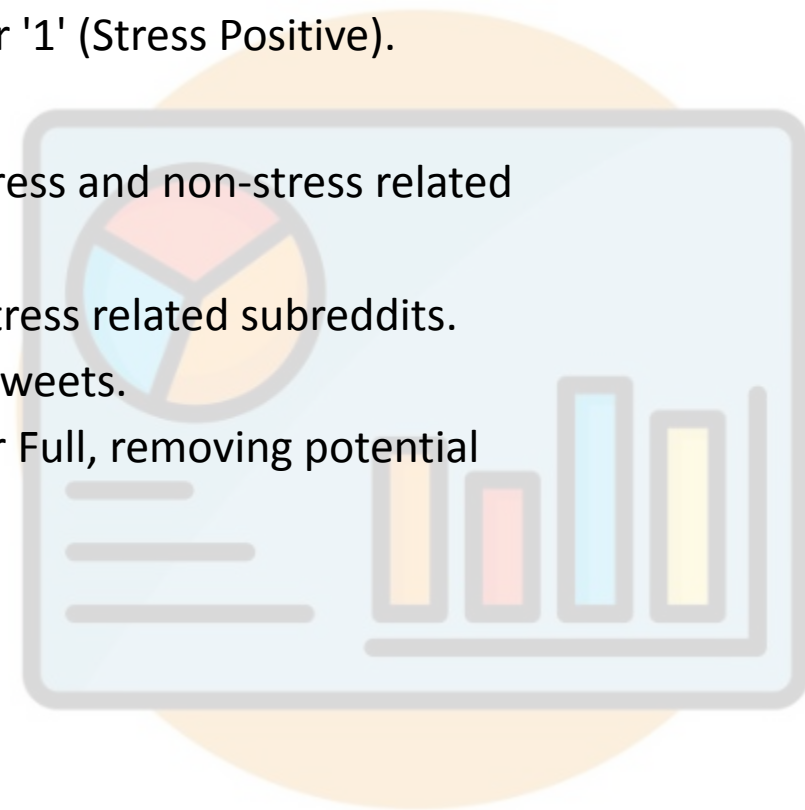 r '1' (Stress Positive).
ress and non-stress related
tress related subreddits.
weets.
r Full, removing potential